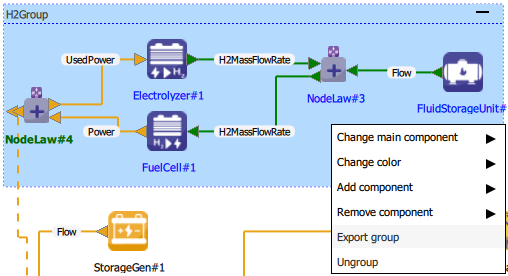 H2Group
UsedPower
H2MassFlowRate
Electrolyzer#1
Flow
NodeLaw#3
FluidStorageUnit#
NodeLaw#4
Power
H2MassFlowRate
FuelCell#1
Change main component
Change color
Add component
Remove component
Export group
Ungroup
Flow
StorageGen#1